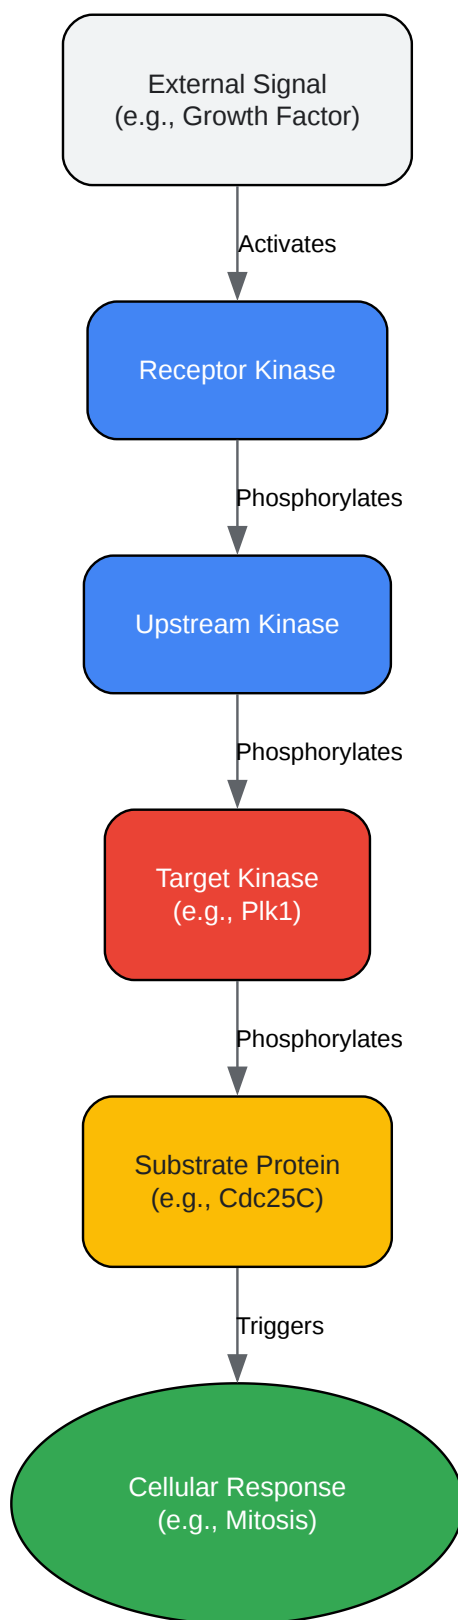 External Signal
(e.g., Growth Factor)
Activates
Receptor Kinase
Phosphorylates
Upstream Kinase
Phosphorylates
Target Kinase
(e.g., Plk1)
Phosphorylates
Substrate Protein
(e.g., Cdc25C)
Triggers
Cellular Response
(e.g., Mitosis)